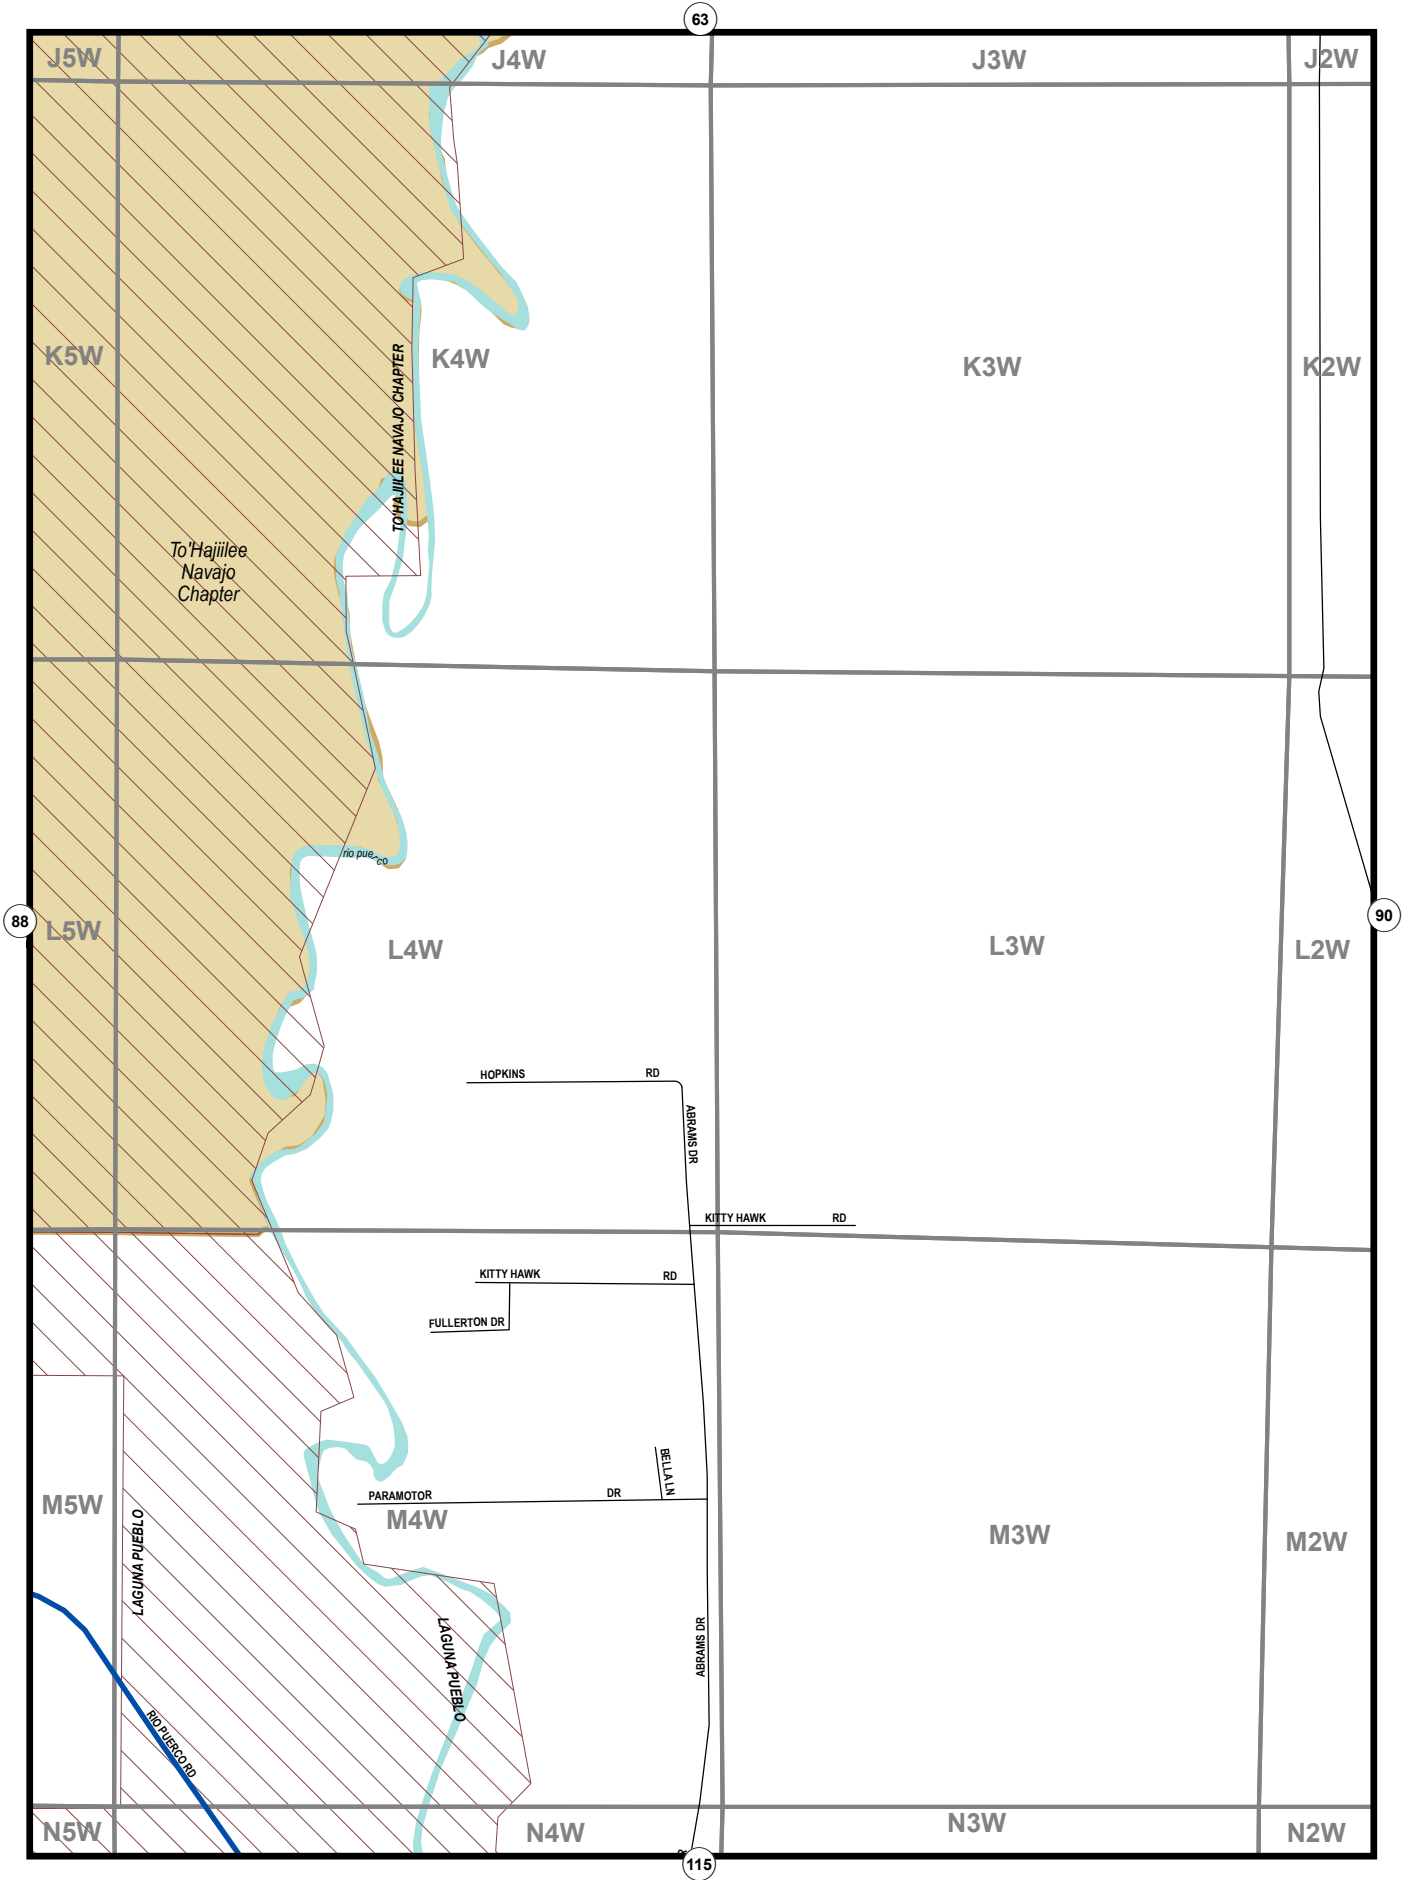 63
J5W
J4W
J3W
J2W
K5W
K4W
K3W
K2W
TO'HAJIILEE NAVAJO CHAPTER
To'Hajiilee
Navajo
Chapter
rio puerco
88
90
L5W
L4W
L3W
L2W
HOPKINS RD
ABRAMS DR
KITTY HAWK RD
KITTY HAWK RD
FULLERTON DR
BELLA LN
PARAMOTOR DR
M5W
M4W
M3W
M2W
LAGUNA PUEBLO
LAGUNA PUEBLO
ABRAMS DR
RIO PUERCO RD
N5W
N4W
N3W
N2W
115